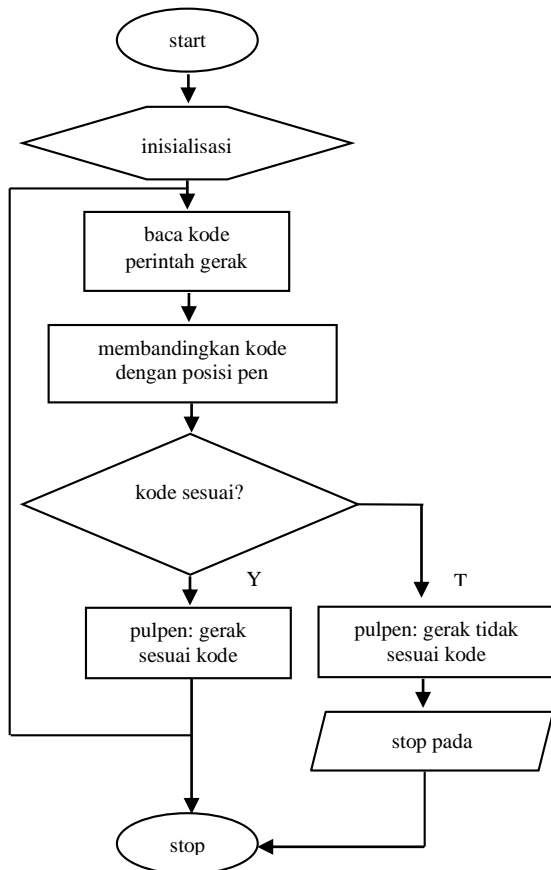 start
inisialisasi
baca kode
perintah gerak
membandingkan kode
dengan posisi pen
kode sesuai?
Y
T
pulpen: gerak
sesuai kode
pulpen: gerak tidak
sesuai kode
stop pada
stop